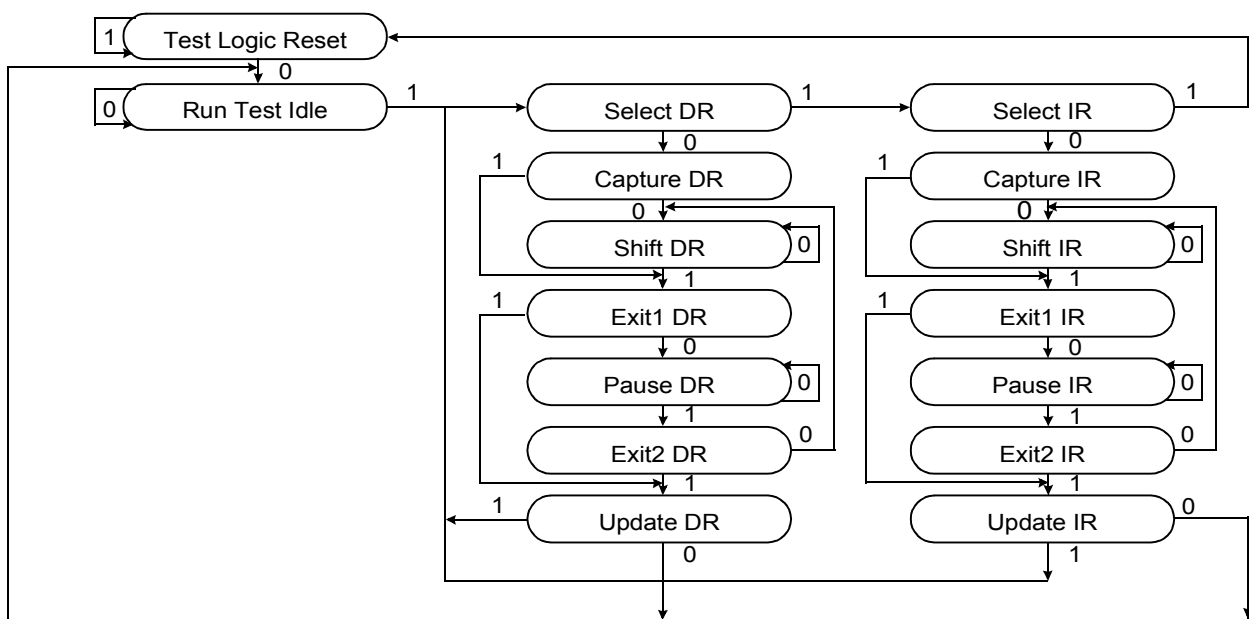 1 Test Logic Reset
0
0 Run Test Idle 1
Select DR 1
Select IR 1
0
0
1 Capture DR
1 Capture IR
0
0
Shift DR 0
Shift IR 0
1
1
1 Exit1 DR
1 Exit1 IR
0
0
Pause DR 0
Pause IR 0
1
1
Exit2 DR 0
Exit2 IR 0
1
1
1 Update DR
Update IR 0
0
1